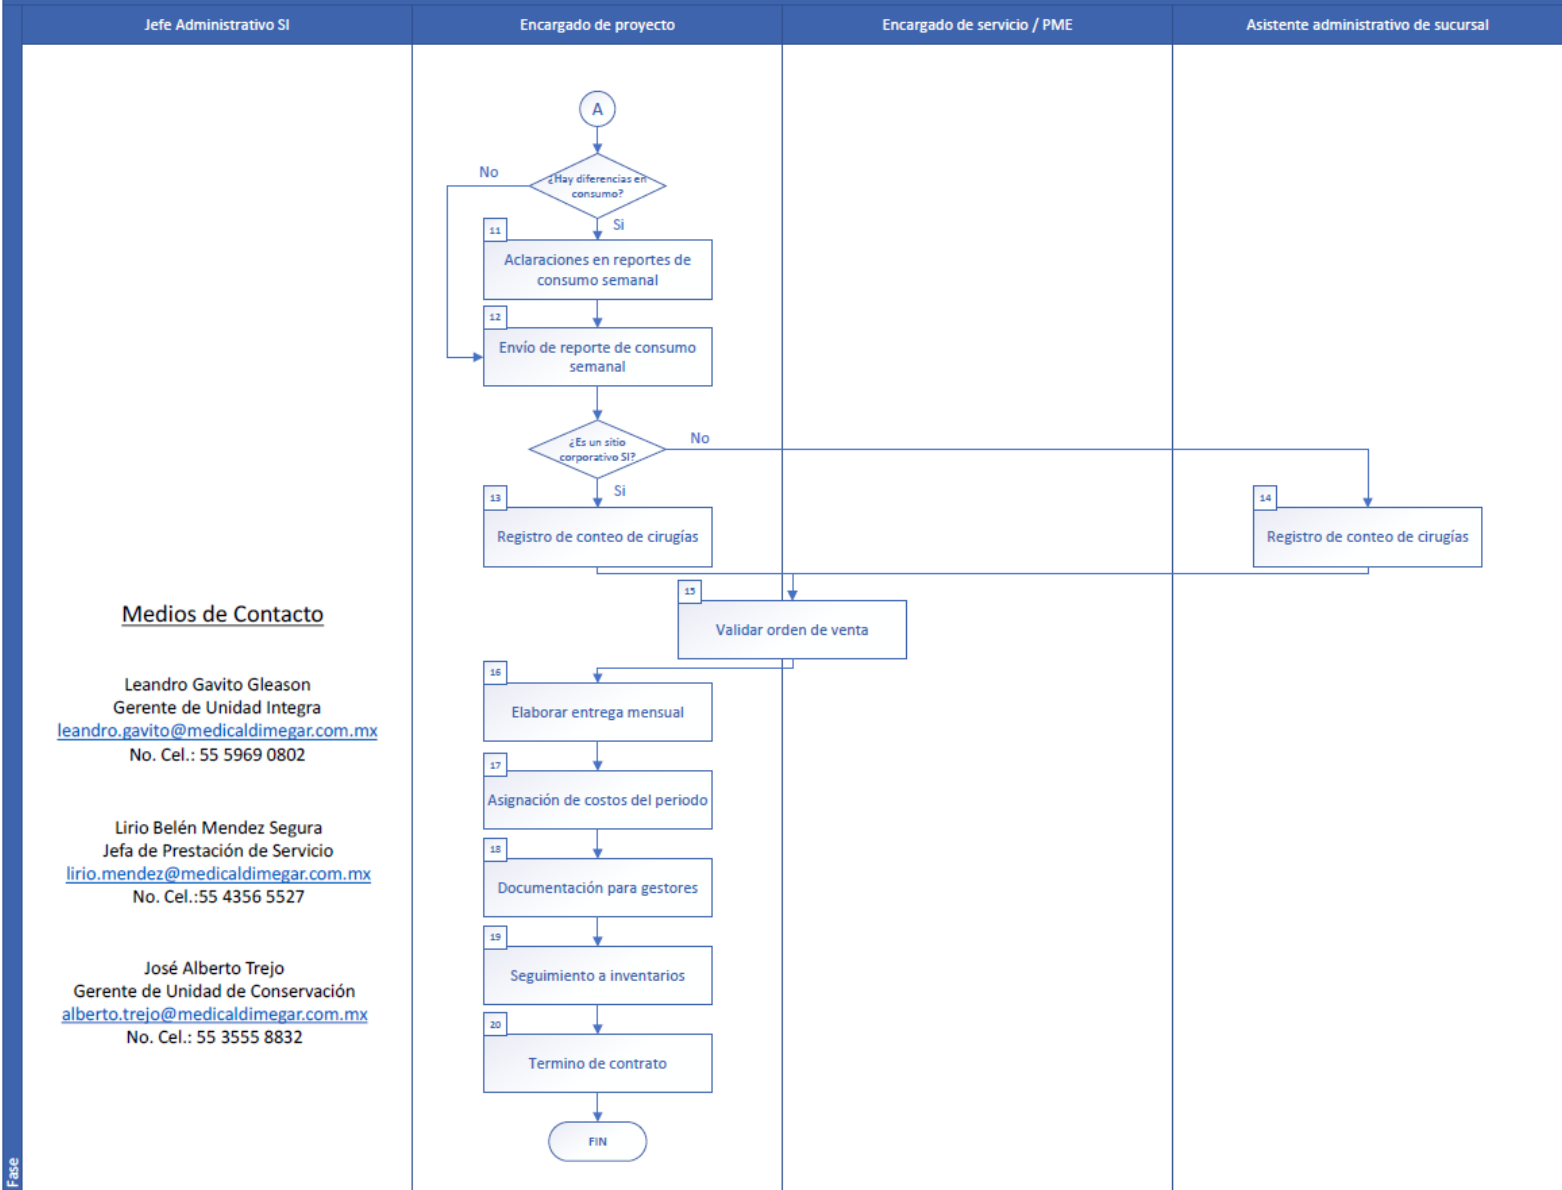 Jefe Administrativo SI
Encargado de proyecto
Encargado de servicio / PME
Asistente administrativo de sucursal
A
¿Hay diferencias en
consumo?
No
Si
11
Aclaraciones en reportes de
consumo semanal
12
Envío de reporte de consumo
semanal
¿Es un sitio
corporativo SI?
No
Si
13
Registro de conteo de cirugías
14
Registro de conteo de cirugías
15
Validar orden de venta
16
Elaborar entrega mensual
17
Asignación de costos del periodo
18
Documentación para gestores
19
Seguimiento a inventarios
20
Termino de contrato
FIN
Medios de Contacto
Leandro Gavito Gleason
Gerente de Unidad Integra
leandro.gavito@medicaldimegar.com.mx
No. Cel.: 55 5969 0802
Lirio Belén Mendez Segura
Jefa de Prestación de Servicio
lirio.mendez@medicaldimegar.com.mx
No. Cel.:55 4356 5527
José Alberto Trejo
Gerente de Unidad de Conservación
alberto.trejo@medicaldimegar.com.mx
No. Cel.: 55 3555 8832
Fase